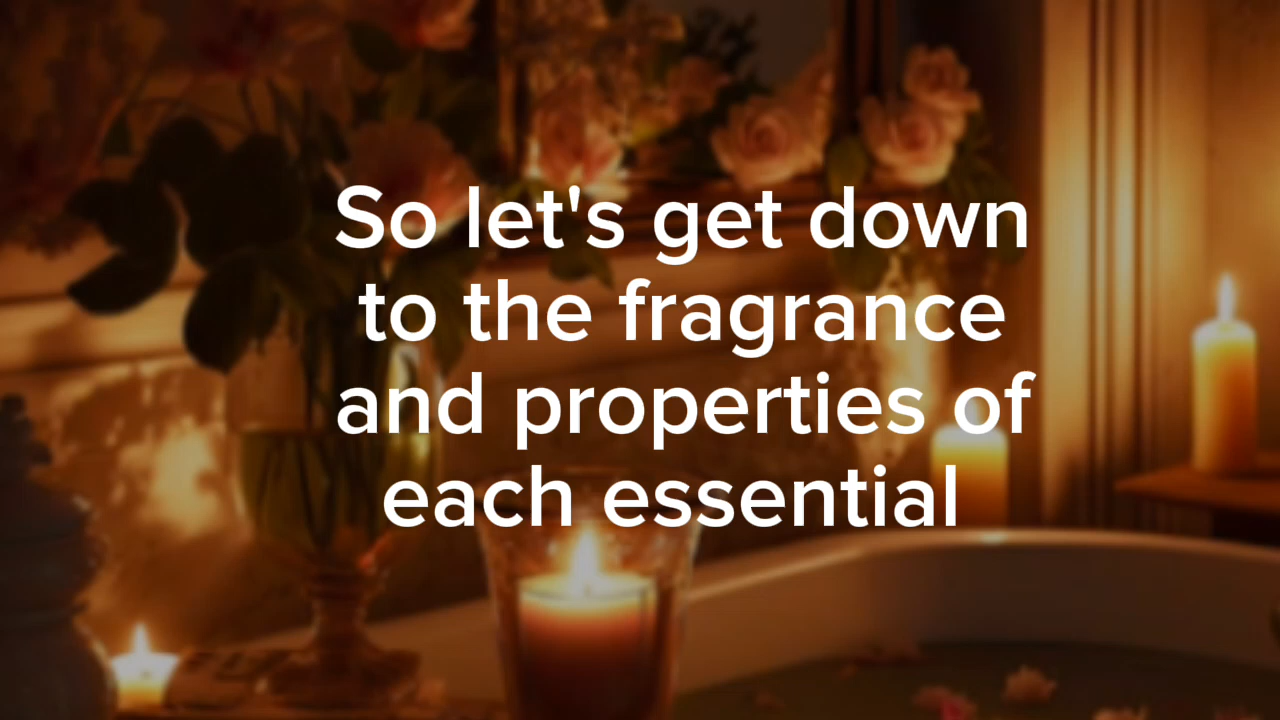 So let's get down
to the fragrance
and properties of
each essential